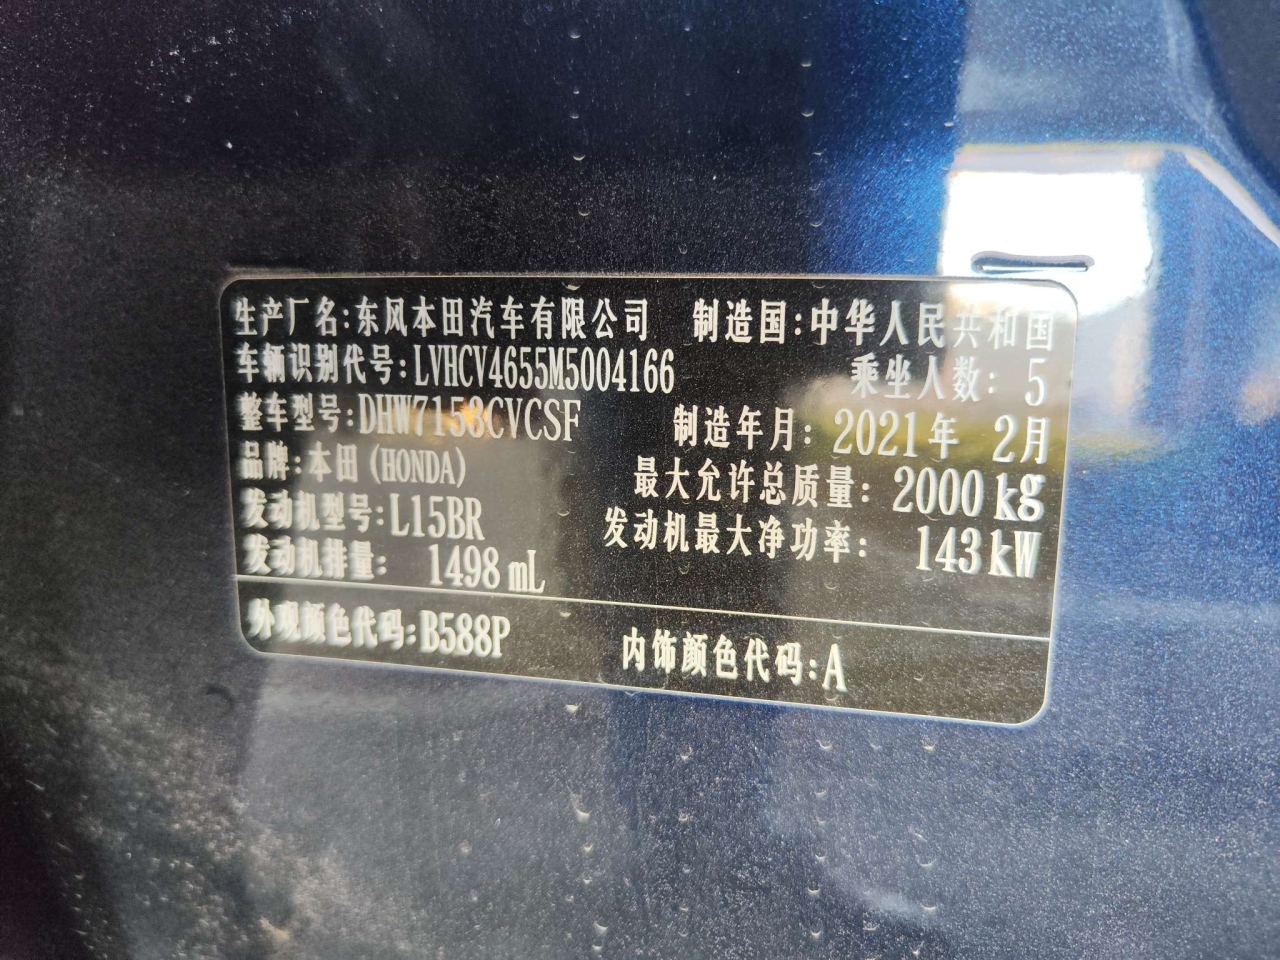 生产厂名:东风本田汽车有限公司 制造国:中华人民共和国
车辆识别代号:LVHCV4655M5004166 乘坐人数: 5
整车型号:DHW7153CVCSF 制造年月: 2021年 2月
品牌:本田(HONDA) 最大允许总质量: 2000 kg
发动机型号:L15BR 发动机最大净功率: 143kW
发动机排量: 1498 mL
外观颜色代码:B588P 内饰颜色代码:A